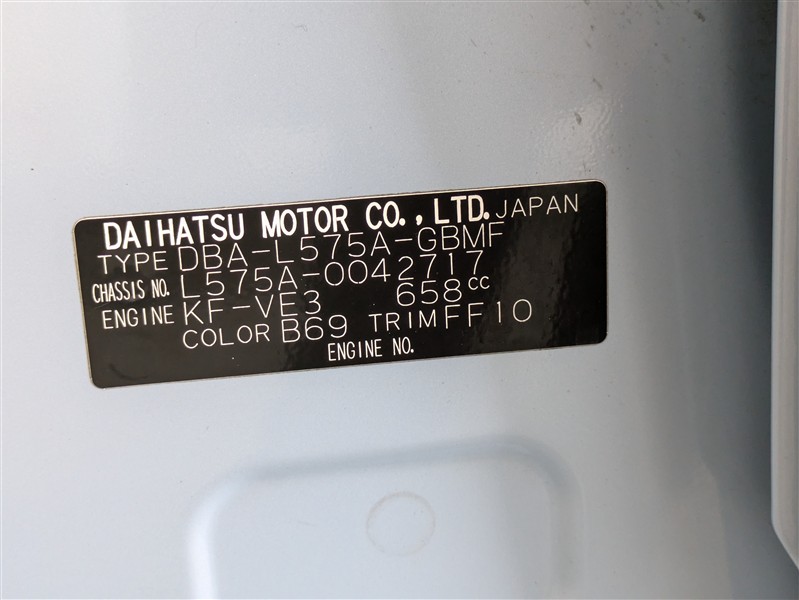 DAIHATSU MOTOR CO., LTD. JAPAN
TYPE DBA-L575A-GBMF
CHASSIS NO. L575A-0042717
ENGINE KF-VE3 658cc
COLOR B69 TRIM FF10
ENGINE NO.